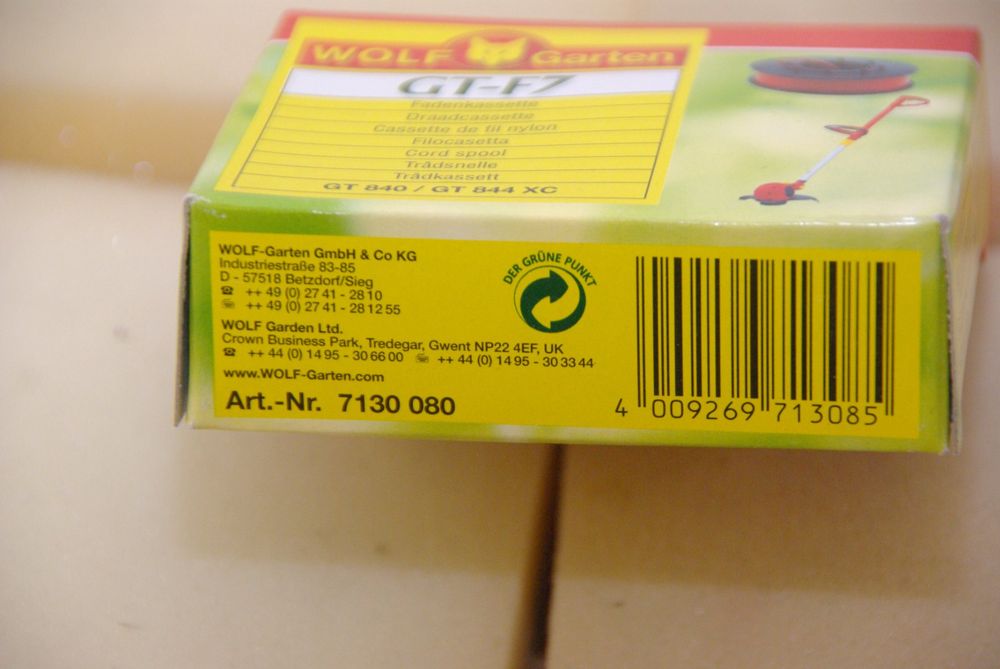 WOLF Garten
GT-F7
Fadenkassette
Draadcassette
Cassette de fil nylon
Filocasetta
Cord spool
Trådsnelle
Trådkassett
GT 840 / GT 844 XC
WOLF-Garten GmbH & Co KG
Industriestraße 83-85
D - 57518 Betzdorf/Sieg
☎ ++ 49 (0) 27 41 - 28 10
++ 49 (0) 27 41 - 28 12 55
WOLF Garden Ltd.
Crown Business Park, Tredegar, Gwent NP22 4EF, UK
☎ ++ 44 (0) 14 95 - 30 66 00 ++ 44 (0) 14 95 - 30 33 44
www.WOLF-Garten.com
Art.-Nr. 7130 080
DER GRÜNE PUNKT
4 009269 713085